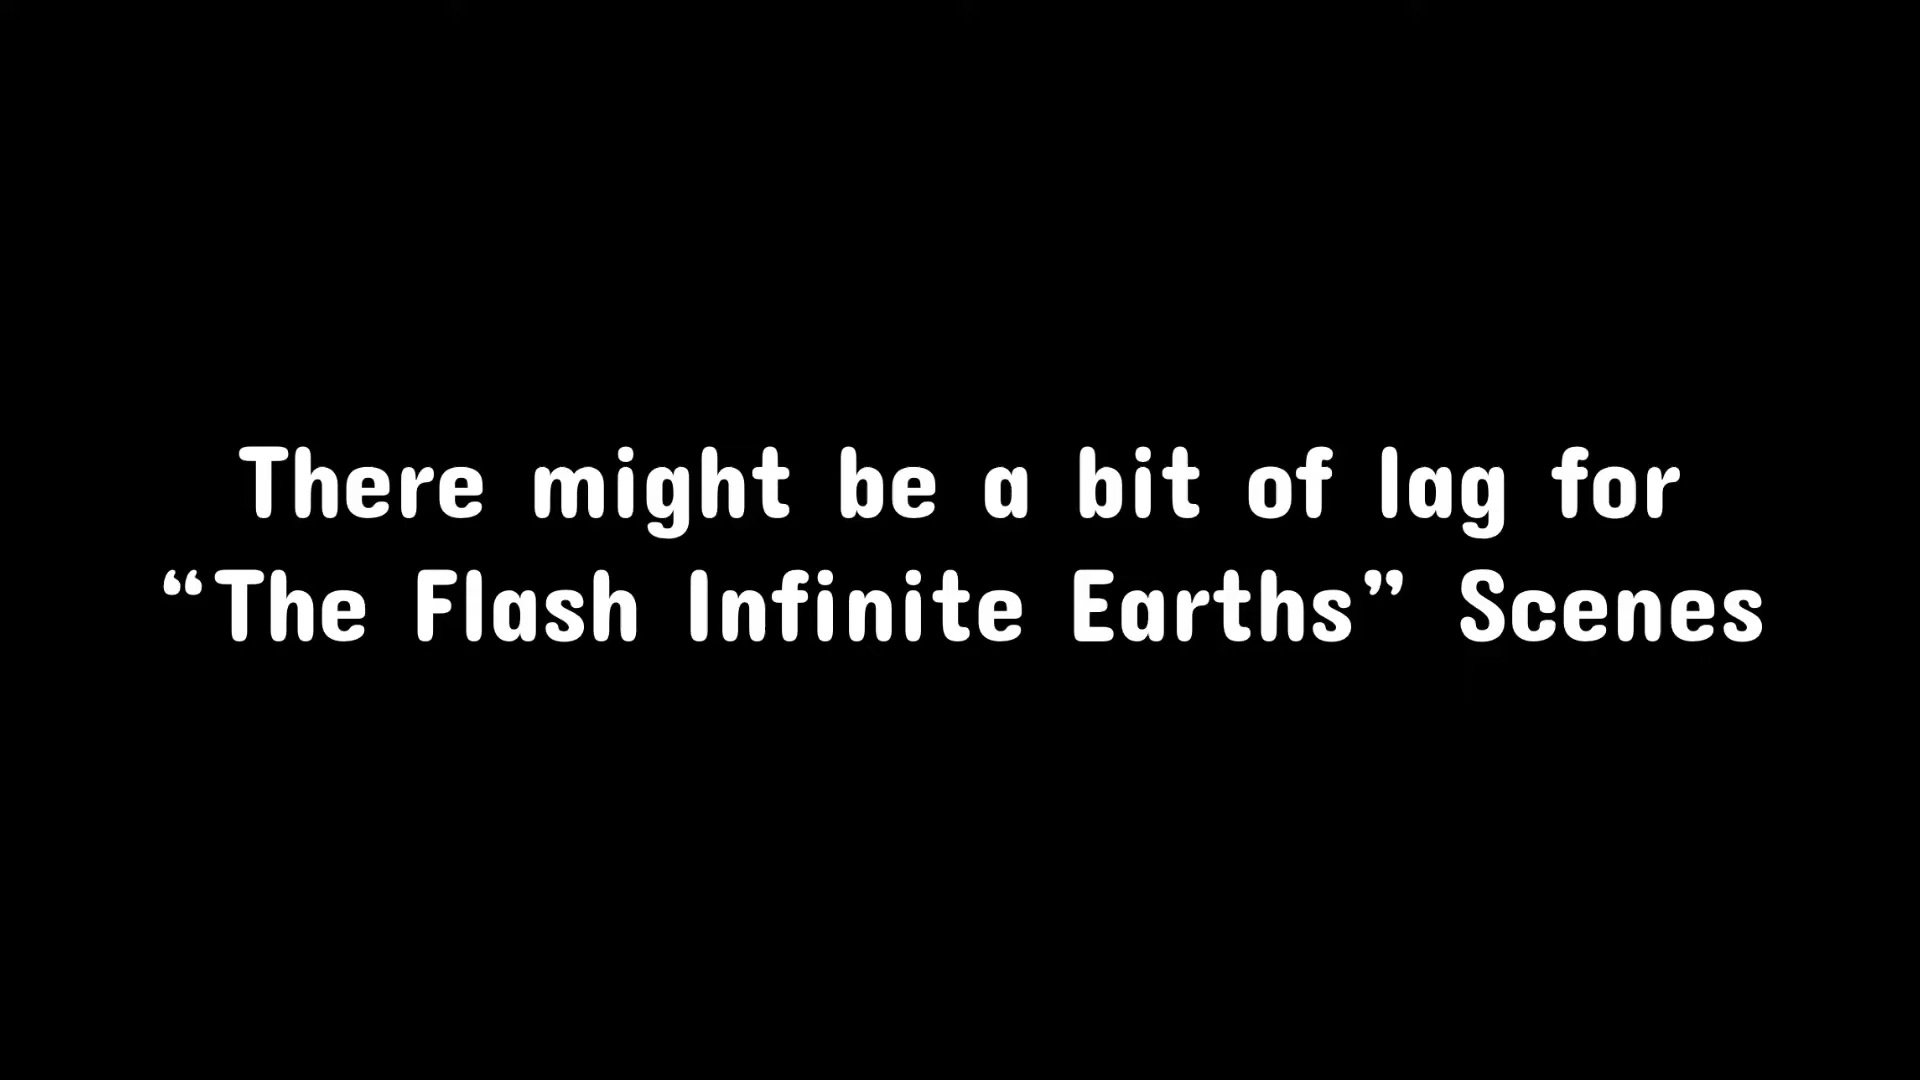 There might be a bit of lag for
“The Flash Infinite Earths” Scenes